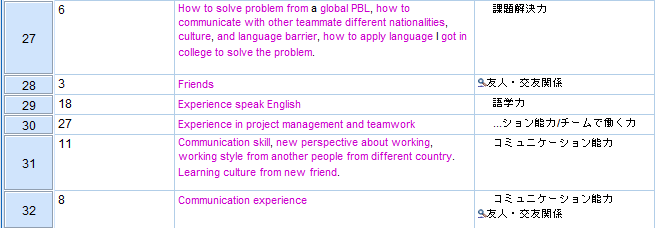 27 6 How to solve problem from a global PBL, how to 課題解決力
communicate with other teammate different nationalities,
culture, and language barrier, how to apply language I got in
college to solve the problem.
28 3 Friends 友人・交友関係
29 18 Experience speak English 語学力
30 27 Experience in project management and teamwork ...ション能力/チームで働く力
31 11 Communication skill, new perspective about working, コミュニケーション能力
working style from another people from different country.
Learning culture from new friend.
32 8 Communication experience コミュニケーション能力
友人・交友関係